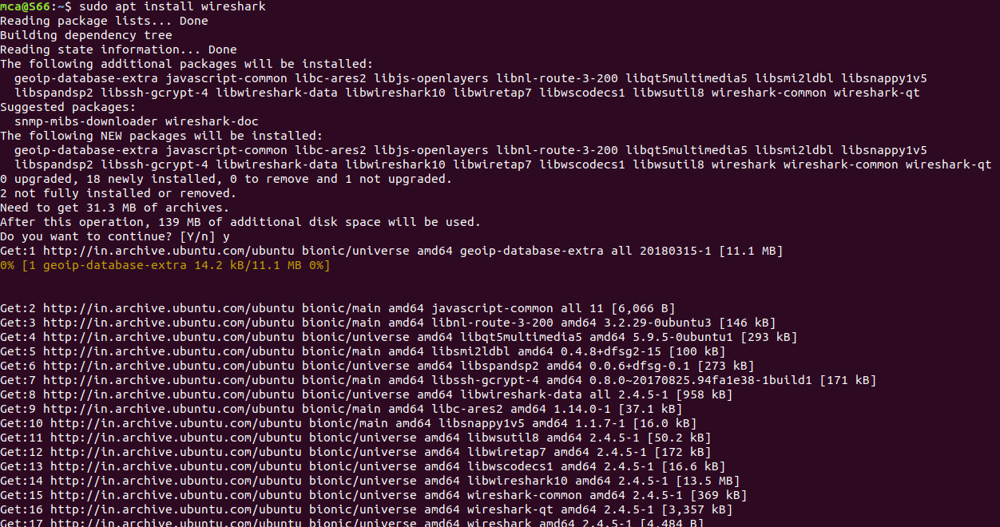 mca@S66:~$ sudo apt install wireshark
Reading package lists... Done
Building dependency tree
Reading state information... Done
The following additional packages will be installed:
  geoip-database-extra javascript-common libc-ares2 libjs-openlayers libnl-route-3-200 libqt5multimedia5 libsmi2ldbl libsnappy1v5
  libspandsp2 libssh-gcrypt-4 libwireshark-data libwireshark10 libwiretap7 libwscodecs1 libwsutil8 wireshark-common wireshark-qt
Suggested packages:
  snmp-mibs-downloader wireshark-doc
The following NEW packages will be installed:
  geoip-database-extra javascript-common libc-ares2 libjs-openlayers libnl-route-3-200 libqt5multimedia5 libsmi2ldbl libsnappy1v5
  libspandsp2 libssh-gcrypt-4 libwireshark-data libwireshark10 libwiretap7 libwscodecs1 libwsutil8 wireshark wireshark-common wireshark-qt
0 upgraded, 18 newly installed, 0 to remove and 1 not upgraded.
2 not fully installed or removed.
Need to get 31.3 MB of archives.
After this operation, 139 MB of additional disk space will be used.
Do you want to continue? [Y/n] y
Get:1 http://in.archive.ubuntu.com/ubuntu bionic/universe amd64 geoip-database-extra all 20180315-1 [11.1 MB]
0% [1 geoip-database-extra 14.2 kB/11.1 MB 0%]
Get:2 http://in.archive.ubuntu.com/ubuntu bionic/main amd64 javascript-common all 11 [6,066 B]
Get:3 http://in.archive.ubuntu.com/ubuntu bionic/main amd64 libnl-route-3-200 amd64 3.2.29-0ubuntu3 [146 kB]
Get:4 http://in.archive.ubuntu.com/ubuntu bionic/universe amd64 libqt5multimedia5 amd64 5.9.5-0ubuntu1 [293 kB]
Get:5 http://in.archive.ubuntu.com/ubuntu bionic/main amd64 libsmi2ldbl amd64 0.4.8+dfsg2-15 [100 kB]
Get:6 http://in.archive.ubuntu.com/ubuntu bionic/universe amd64 libspandsp2 amd64 0.0.6+dfsg-0.1 [273 kB]
Get:7 http://in.archive.ubuntu.com/ubuntu bionic/main amd64 libssh-gcrypt-4 amd64 0.8.0~20170825.94fa1e38-1build1 [171 kB]
Get:8 http://in.archive.ubuntu.com/ubuntu bionic/universe amd64 libwireshark-data all 2.4.5-1 [958 kB]
Get:9 http://in.archive.ubuntu.com/ubuntu bionic/main amd64 libc-ares2 amd64 1.14.0-1 [37.1 kB]
Get:10 http://in.archive.ubuntu.com/ubuntu bionic/main amd64 libsnappy1v5 amd64 1.1.7-1 [16.0 kB]
Get:11 http://in.archive.ubuntu.com/ubuntu bionic/universe amd64 libwsutil8 amd64 2.4.5-1 [50.2 kB]
Get:12 http://in.archive.ubuntu.com/ubuntu bionic/universe amd64 libwiretap7 amd64 2.4.5-1 [172 kB]
Get:13 http://in.archive.ubuntu.com/ubuntu bionic/universe amd64 libwscodecs1 amd64 2.4.5-1 [16.6 kB]
Get:14 http://in.archive.ubuntu.com/ubuntu bionic/universe amd64 libwireshark10 amd64 2.4.5-1 [13.5 MB]
Get:15 http://in.archive.ubuntu.com/ubuntu bionic/universe amd64 wireshark-common amd64 2.4.5-1 [369 kB]
Get:16 http://in.archive.ubuntu.com/ubuntu bionic/universe amd64 wireshark-qt amd64 2.4.5-1 [3,357 kB]
Get:17 http://in.archive.ubuntu.com/ubuntu bionic/universe amd64 wireshark amd64 2.4.5-1 [4,484 B]